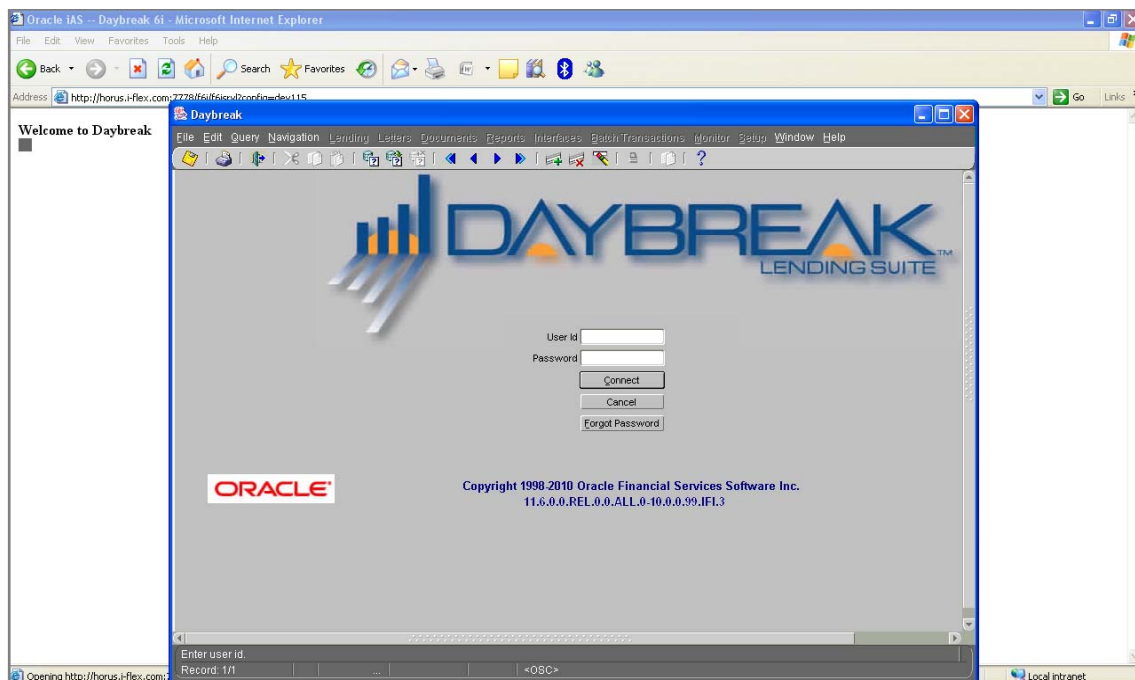 Oracle iAS -- Daybreak 6i - Microsoft Internet Explorer
File Edit View Favorites Tools Help
Back Search Favorites
Address http://horus.i-flex.com:7778/f6i/f6isrvl?config=dev115 Go Links
Welcome to Daybreak
Daybreak
File Edit Query Navigation Lending Letters Documents Reports Interfaces Batch Transactions Monitor Setup Window Help
DAYBREAK TM
LENDING SUITE
User Id
Password
Connect
Cancel
Forgot Password
ORACLE
Copyright 1998-2010 Oracle Financial Services Software Inc.
11.6.0.0.REL.0.0.ALL.0-10.0.0.99.IFI.3
Enter user id.
Record: 1/1 ... <OSC>
Opening http://horus.i-flex.com: Local intranet